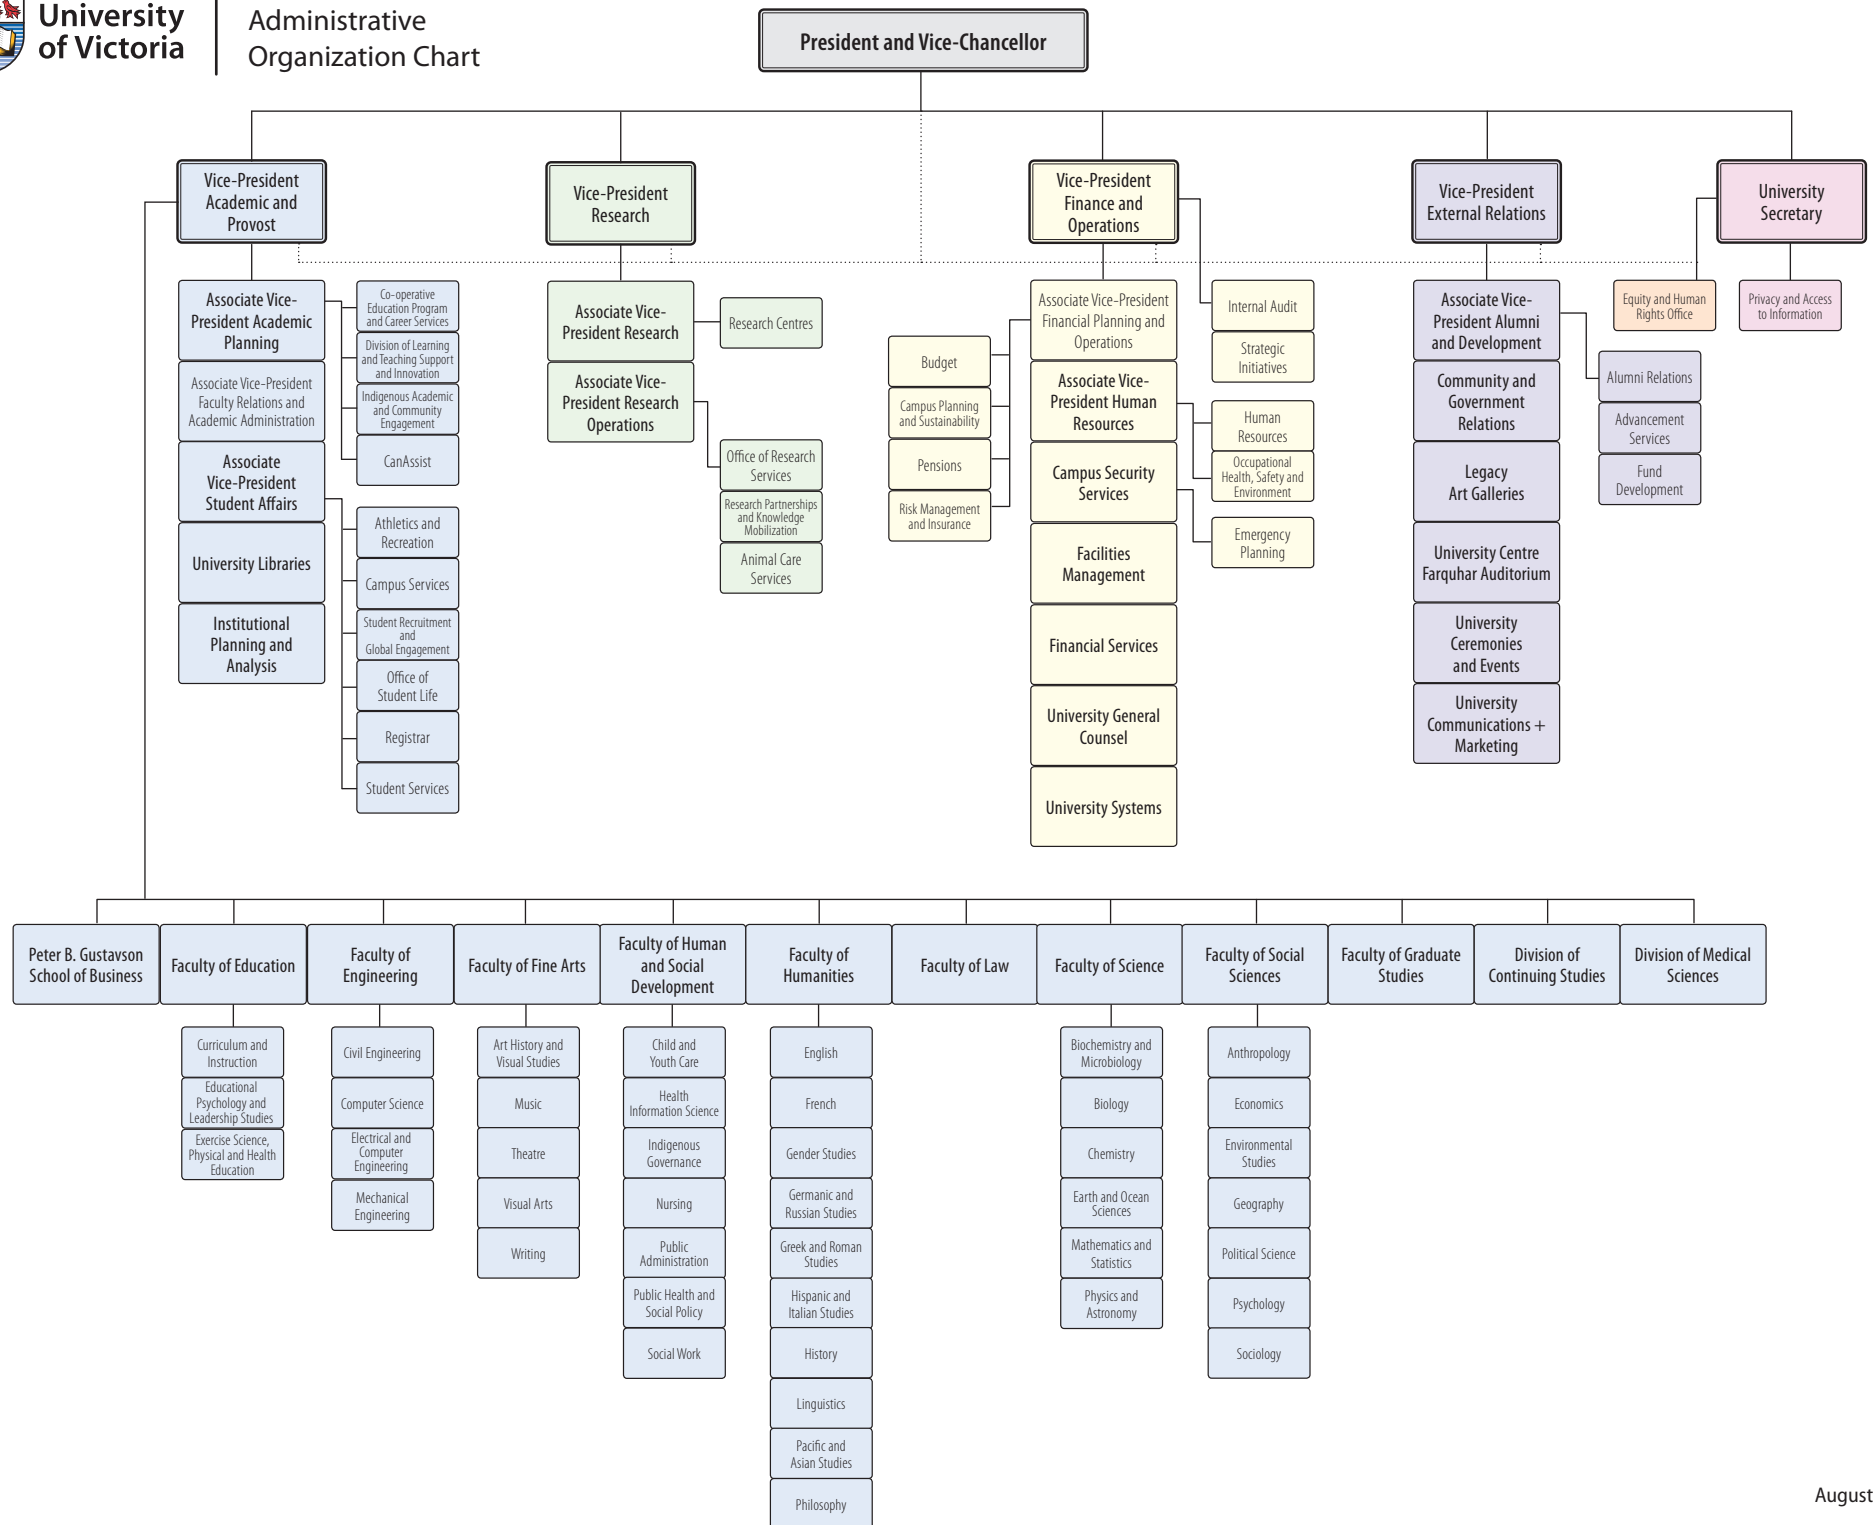 University
of Victoria
Administrative
Organization Chart
President and Vice-Chancellor
Vice-President
Academic and
Provost
Vice-President
Research
Vice-President
Finance and
Operations
Vice-President
External Relations
University
Secretary
Associate Vice-
President Academic
Planning
Associate Vice-President
Faculty Relations and
Academic Administration
Associate
Vice-President
Student Affairs
University Libraries
Institutional
Planning and
Analysis
Co-operative
Education Program
and Career Services
Division of Learning
and Teaching Support
and Innovation
Indigenous Academic
and Community
Engagement
CanAssist
Athletics and
Recreation
Campus Services
Student Recruitment
and
Global Engagement
Office of
Student Life
Registrar
Student Services
Associate Vice-
President Research
Associate Vice-
President Research
Operations
Research Centres
Office of Research
Services
Research Partnerships
and Knowledge
Mobilization
Animal Care
Services
Budget
Campus Planning
and Sustainability
Pensions
Risk Management
and Insurance
Associate Vice-President
Financial Planning and
Operations
Associate Vice-
President Human
Resources
Campus Security
Services
Facilities
Management
Financial Services
University General
Counsel
University Systems
Internal Audit
Strategic
Initiatives
Human
Resources
Occupational
Health, Safety and
Environment
Emergency
Planning
Associate Vice-
President Alumni
and Development
Community and
Government
Relations
Legacy
Art Galleries
University Centre
Farquhar Auditorium
University
Ceremonies
and Events
University
Communications +
Marketing
Alumni Relations
Advancement
Services
Fund
Development
Equity and Human
Rights Office
Privacy and Access
to Information
Peter B. Gustavson
School of Business
Faculty of Education
Faculty of
Engineering
Faculty of Fine Arts
Faculty of Human
and Social
Development
Faculty of
Humanities
Faculty of Law
Faculty of Science
Faculty of Social
Sciences
Faculty of Graduate
Studies
Division of
Continuing Studies
Division of Medical
Sciences
Curriculum and
Instruction
Educational
Psychology and
Leadership Studies
Exercise Science,
Physical and Health
Education
Civil Engineering
Computer Science
Electrical and
Computer
Engineering
Mechanical
Engineering
Art History and
Visual Studies
Music
Theatre
Visual Arts
Writing
Child and
Youth Care
Health
Information Science
Indigenous
Governance
Nursing
Public
Administration
Public Health and
Social Policy
Social Work
English
French
Gender Studies
Germanic and
Russian Studies
Greek and Roman
Studies
Hispanic and
Italian Studies
History
Linguistics
Pacific and
Asian Studies
Philosophy
Biochemistry and
Microbiology
Biology
Chemistry
Earth and Ocean
Sciences
Mathematics and
Statistics
Physics and
Astronomy
Anthropology
Economics
Environmental
Studies
Geography
Political Science
Psychology
Sociology
August